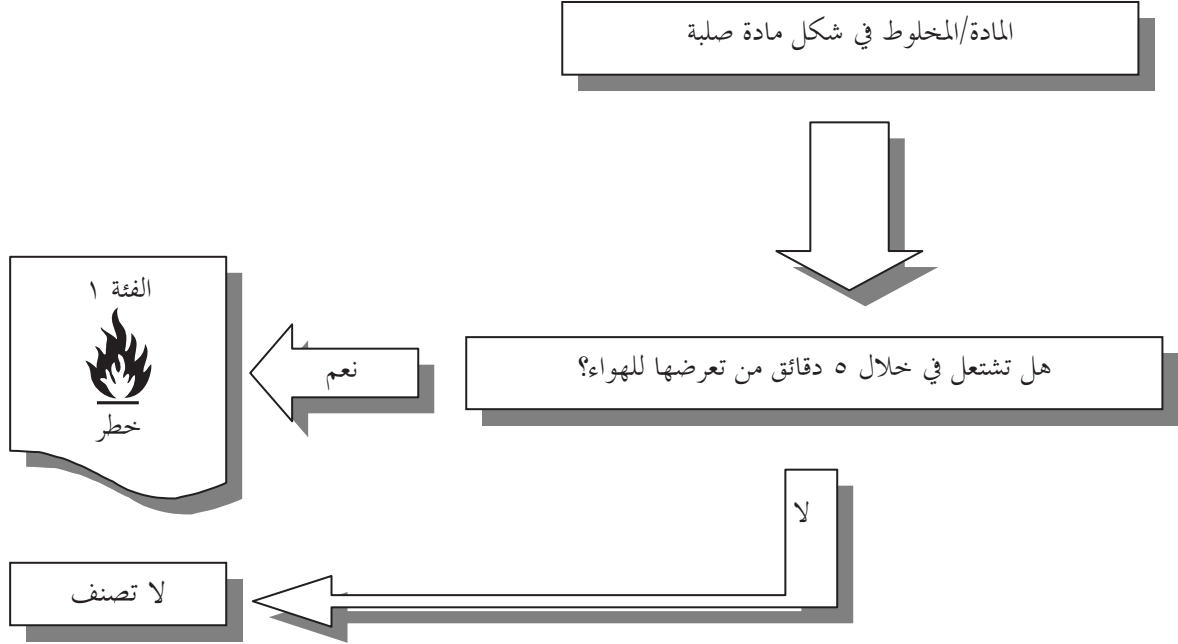 المادة/المخلوط في شكل مادة صلبة
هل تشتعل في خلال ٥ دقائق من تعرضها للهواء؟
نعم
الفئة ١
خطر
لا
لا تصنف